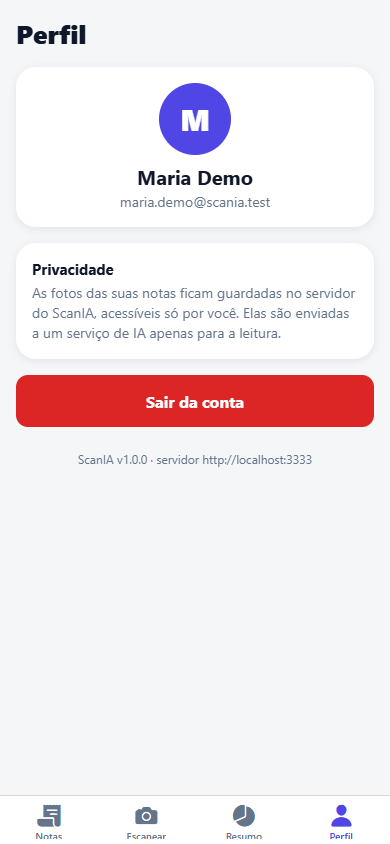 Perfil
M
Maria Demo
maria.demo@scania.test
Privacidade
As fotos das suas notas ficam guardadas no servidor
do ScanIA, acessíveis só por você. Elas são enviadas
a um serviço de IA apenas para a leitura.
Sair da conta
ScanIA v1.0.0 · servidor http://localhost:3333
Notas
Escanear
Resumo
Perfil